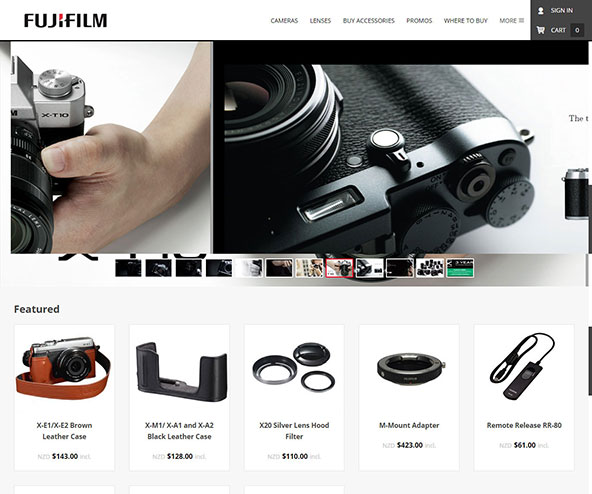 FUJIFILM
CAMERAS LENSES BUY ACCESSORIES PROMOS WHERE TO BUY MORE
SIGN IN
CART 0
X-T10
The t
Featured
X-E1/X-E2 Brown
Leather Case
NZD $143.00 incl.
X-M1/ X-A1 and X-A2
Black Leather Case
NZD $128.00 incl.
X20 Silver Lens Hood
Filter
NZD $110.00 incl.
M-Mount Adapter
NZD $423.00 incl.
Remote Release RR-80
NZD $61.00 incl.